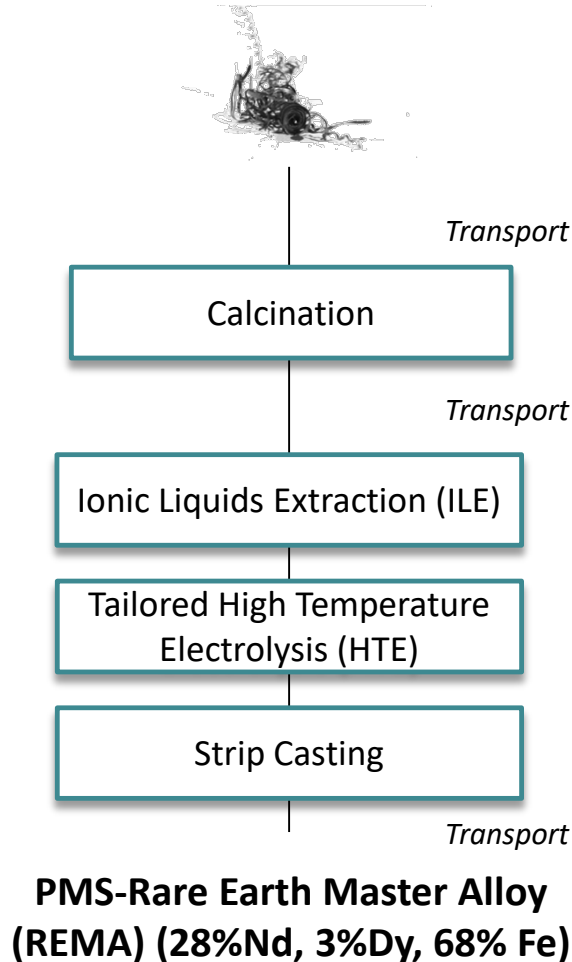 Transport
Calcination
Transport
Ionic Liquids Extraction (ILE)
Tailored High Temperature
Electrolysis (HTE)
Strip Casting
Transport
PMS-Rare Earth Master Alloy
(REMA) (28%Nd, 3%Dy, 68% Fe)